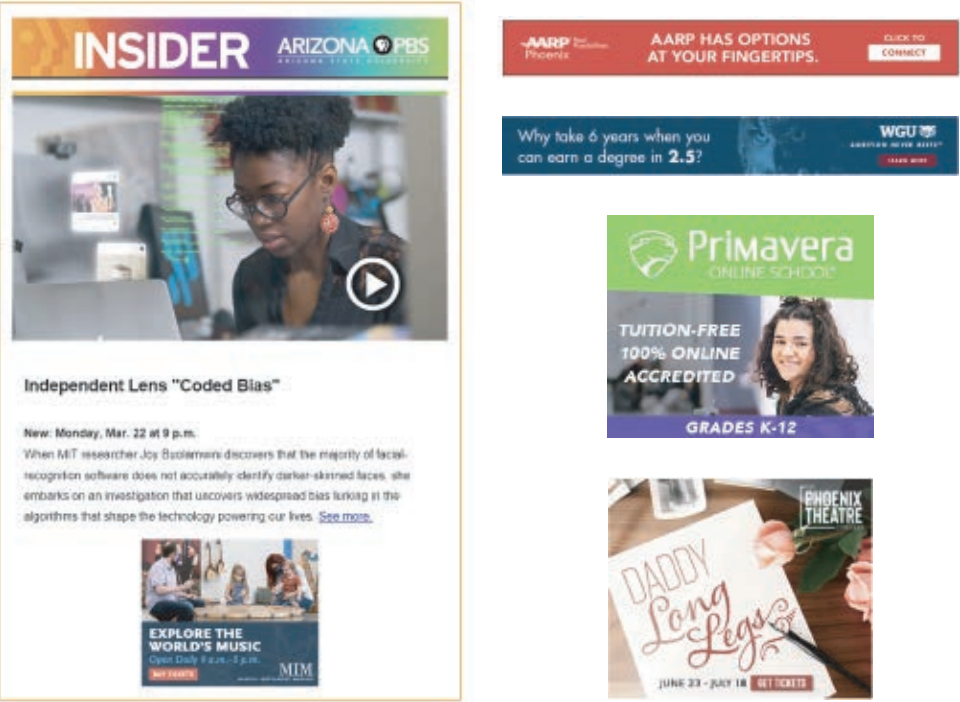 INSIDER
ARIZONA PBS
ARIZONA STATE UNIVERSITY
Independent Lens "Coded Bias"
New: Monday, Mar. 22 at 9 p.m.
When MIT researcher Joy Buolamwini discovers that the majority of facial-
recognition software does not accurately identify darker-skinned faces, she
embarks on an investigation that uncovers widespread bias lurking in the
algorithms that shape the technology powering our lives. See more.
EXPLORE THE
WORLD'S MUSIC
Open Daily 9 a.m.-5 p.m.
BUY TICKETS
MIM
AARP Real Possibilities
Phoenix
AARP HAS OPTIONS
AT YOUR FINGERTIPS.
CLICK TO
CONNECT
Why take 6 years when you
can earn a degree in 2.5?
WGU
LEARN MORE
PRIMAVERA
ONLINE SCHOOL
TUITION-FREE
100% ONLINE
ACCREDITED
GRADES K-12
PHOENIX
THEATRE
DADDY
Long
Legs
JUNE 23 - JULY 18
GET TICKETS